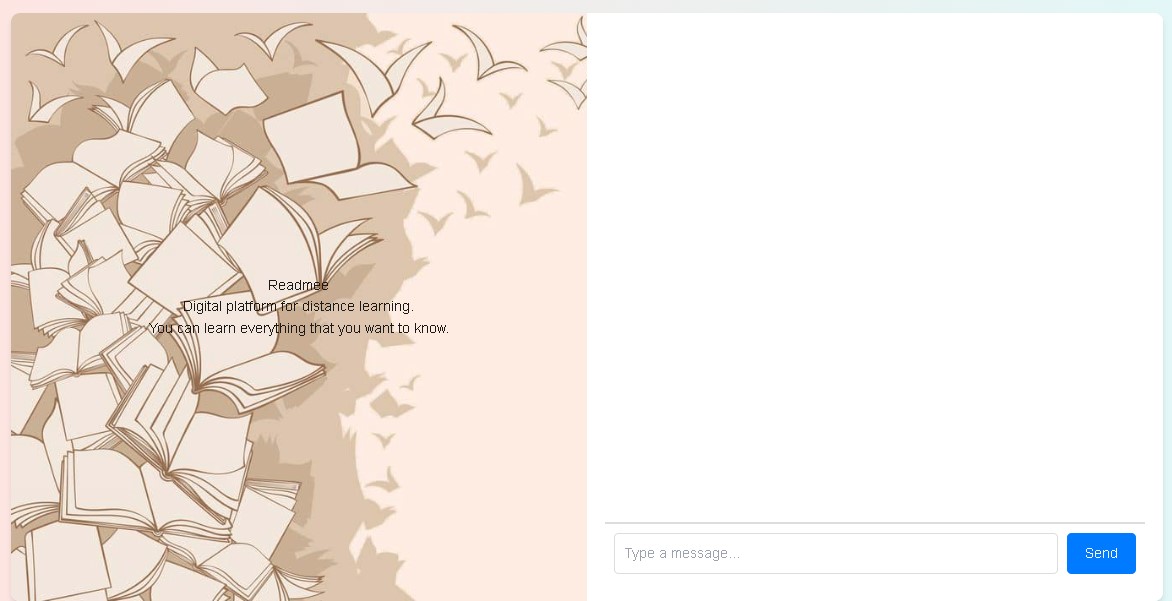 Readmee
Digital platform for distance learning.
You can learn everything that you want to know.
Type a message...
Send